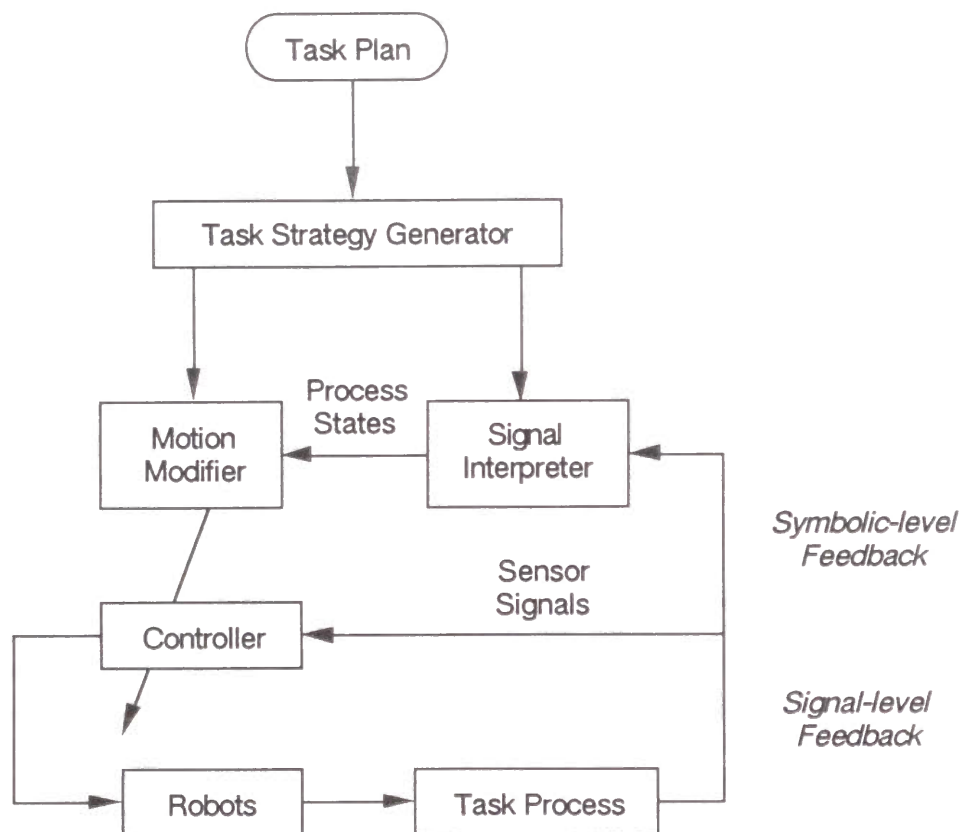 Task Plan
Task Strategy Generator
Process
States
Motion
Modifier
Signal
Interpreter
Symbolic-level
Feedback
Sensor
Signals
Controller
Signal-level
Feedback
Robots
Task Process